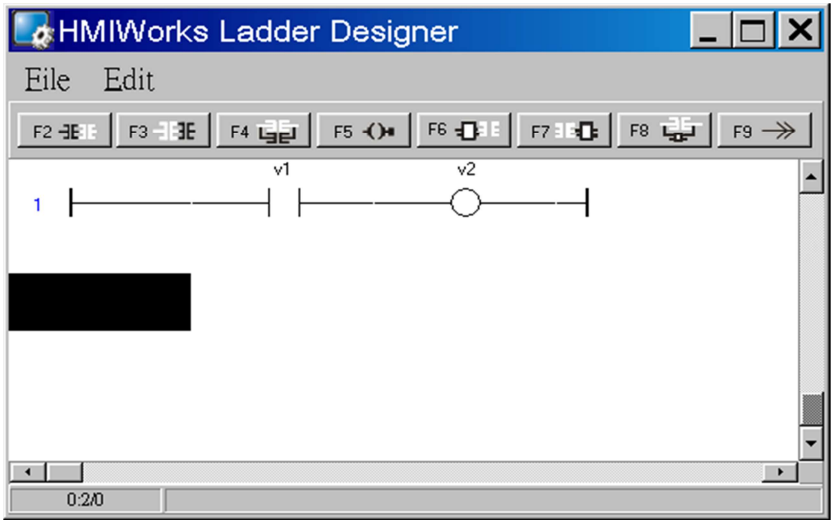 HMIWorks Ladder Designer
File Edit
F2 F3 F4 F5 F6 F7 F8 F9
v1 v2
1
0:2/0